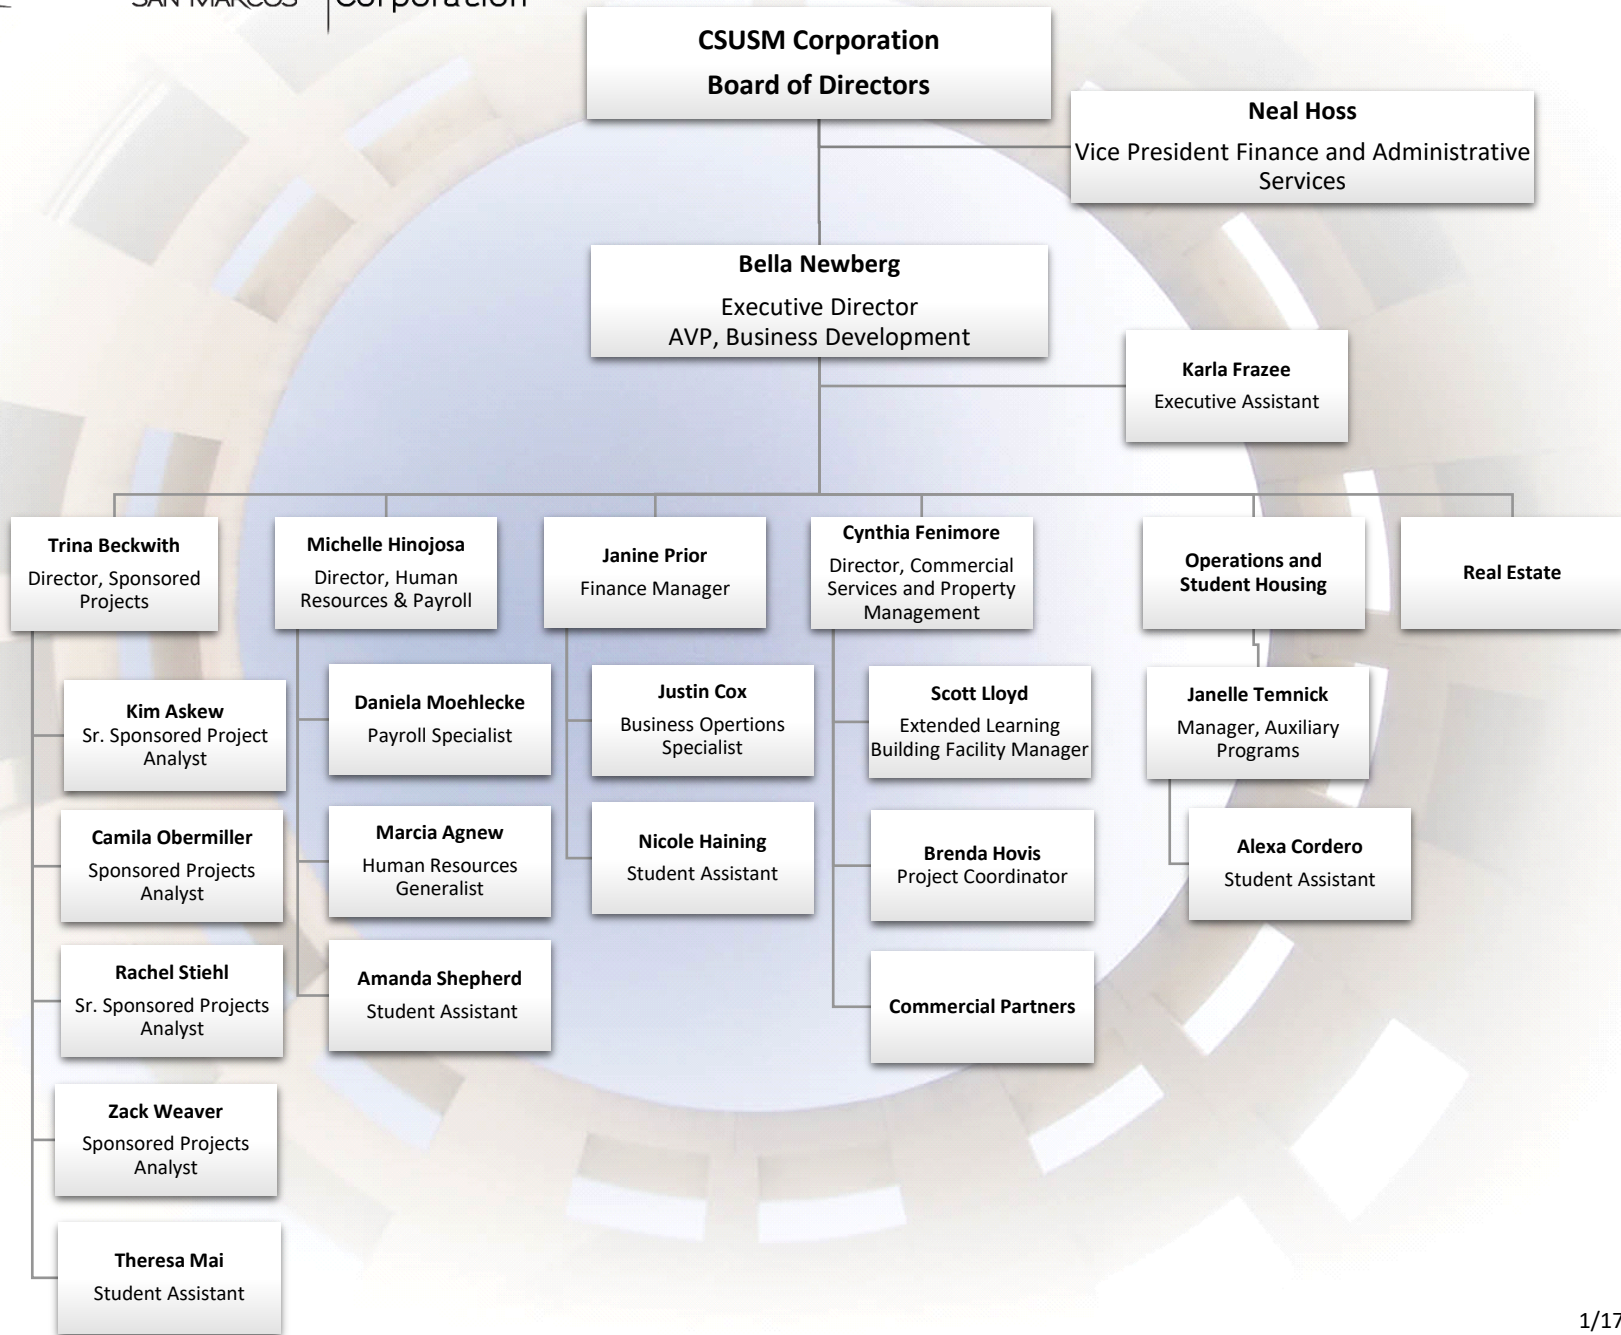 SAN MARCOS
Corporation
CSUSM Corporation
Board of Directors
Neal Hoss
Vice President Finance and Administrative
Services
Bella Newberg
Executive Director
AVP, Business Development
Karla Frazee
Executive Assistant
Trina Beckwith
Director, Sponsored
Projects
Michelle Hinojosa
Director, Human
Resources & Payroll
Janine Prior
Finance Manager
Cynthia Fenimore
Director, Commercial
Services and Property
Management
Operations and
Student Housing
Real Estate
Kim Askew
Sr. Sponsored Project
Analyst
Camila Obermiller
Sponsored Projects
Analyst
Rachel Stiehl
Sr. Sponsored Projects
Analyst
Zack Weaver
Sponsored Projects
Analyst
Theresa Mai
Student Assistant
Daniela Moehlecke
Payroll Specialist
Marcia Agnew
Human Resources
Generalist
Amanda Shepherd
Student Assistant
Justin Cox
Business Opertions
Specialist
Nicole Haining
Student Assistant
Scott Lloyd
Extended Learning
Building Facility Manager
Brenda Hovis
Project Coordinator
Commercial Partners
Janelle Temnick
Manager, Auxiliary
Programs
Alexa Cordero
Student Assistant
1/17